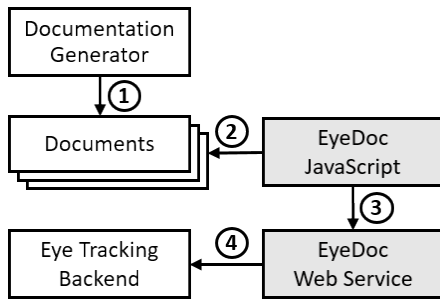 Documentation
Generator
1
Documents
2
EyeDoc
JavaScript
3
Eye Tracking
Backend
4
EyeDoc
Web Service